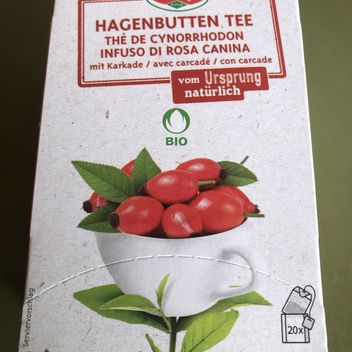 HAGENBUTTEN TEE
THÉ DE CYNORRHODON
INFUSO DI ROSA CANINA
mit Karkade / avec carcadé / con carcade
vom Ursprung
natürlich
BIO
Serviervorschlag
20x